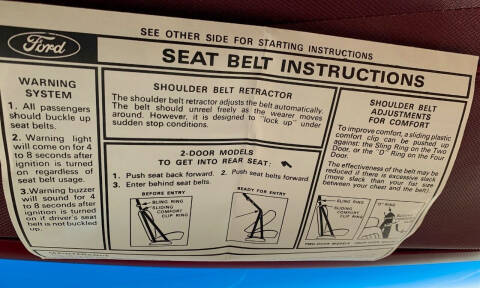 SEE OTHER SIDE FOR STARTING INSTRUCTIONS
Ford
SEAT BELT INSTRUCTIONS
WARNING
SYSTEM
1. All passengers
should buckle up
seat belts.
2. Warning light
will come on for 4
to 8 seconds after
ignition is turned
on regardless of
seat belt usage.
3. Warning buzzer
will sound for 4
to 8 seconds after
ignition is turned
on if driver's seat
belt is not buckled
up.
SHOULDER BELT RETRACTOR
The shoulder belt retractor adjusts the belt automatically.
The belt should unreel freely as the wearer moves
around. However, it is designed to "lock up" under
sudden stop conditions.
2-DOOR MODELS
TO GET INTO REAR SEAT:
1. Push seat back forward. 2. Push seat belts forward
3. Enter behind seat belts.
BEFORE ENTRY
1.
SLING RING
SLIDING
COMFORT
CLIP RING
READY FOR ENTRY
2.
SHOULDER BELT
ADJUSTMENTS
FOR COMFORT
To improve comfort, a sliding plastic
comfort clip can be pushed up
against: the Sling Ring on the Two
Door, or the "D" Ring on the Four
Door.
The effectiveness of the belt may be
reduced if there is excessive slack
(more slack than your fist size
between your chest and the belt)
SLING RING
SLIDING
COMFORT
CLIP
"D" RING
TWO-DOOR MODELS